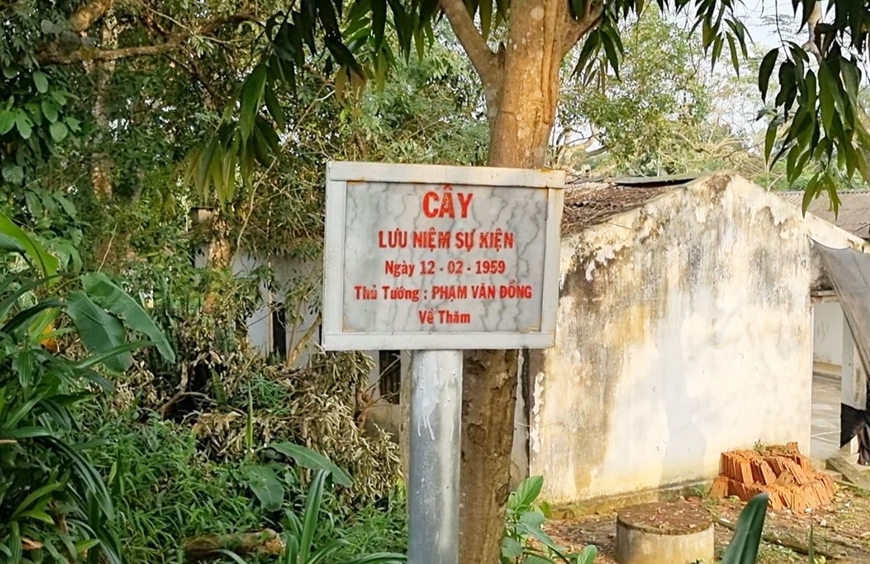 CÂY
LƯU NIỆM SỰ KIỆN
Ngày 12 - 02 - 1959
Thủ Tướng : PHẠM VĂN ĐỒNG
Về Thăm